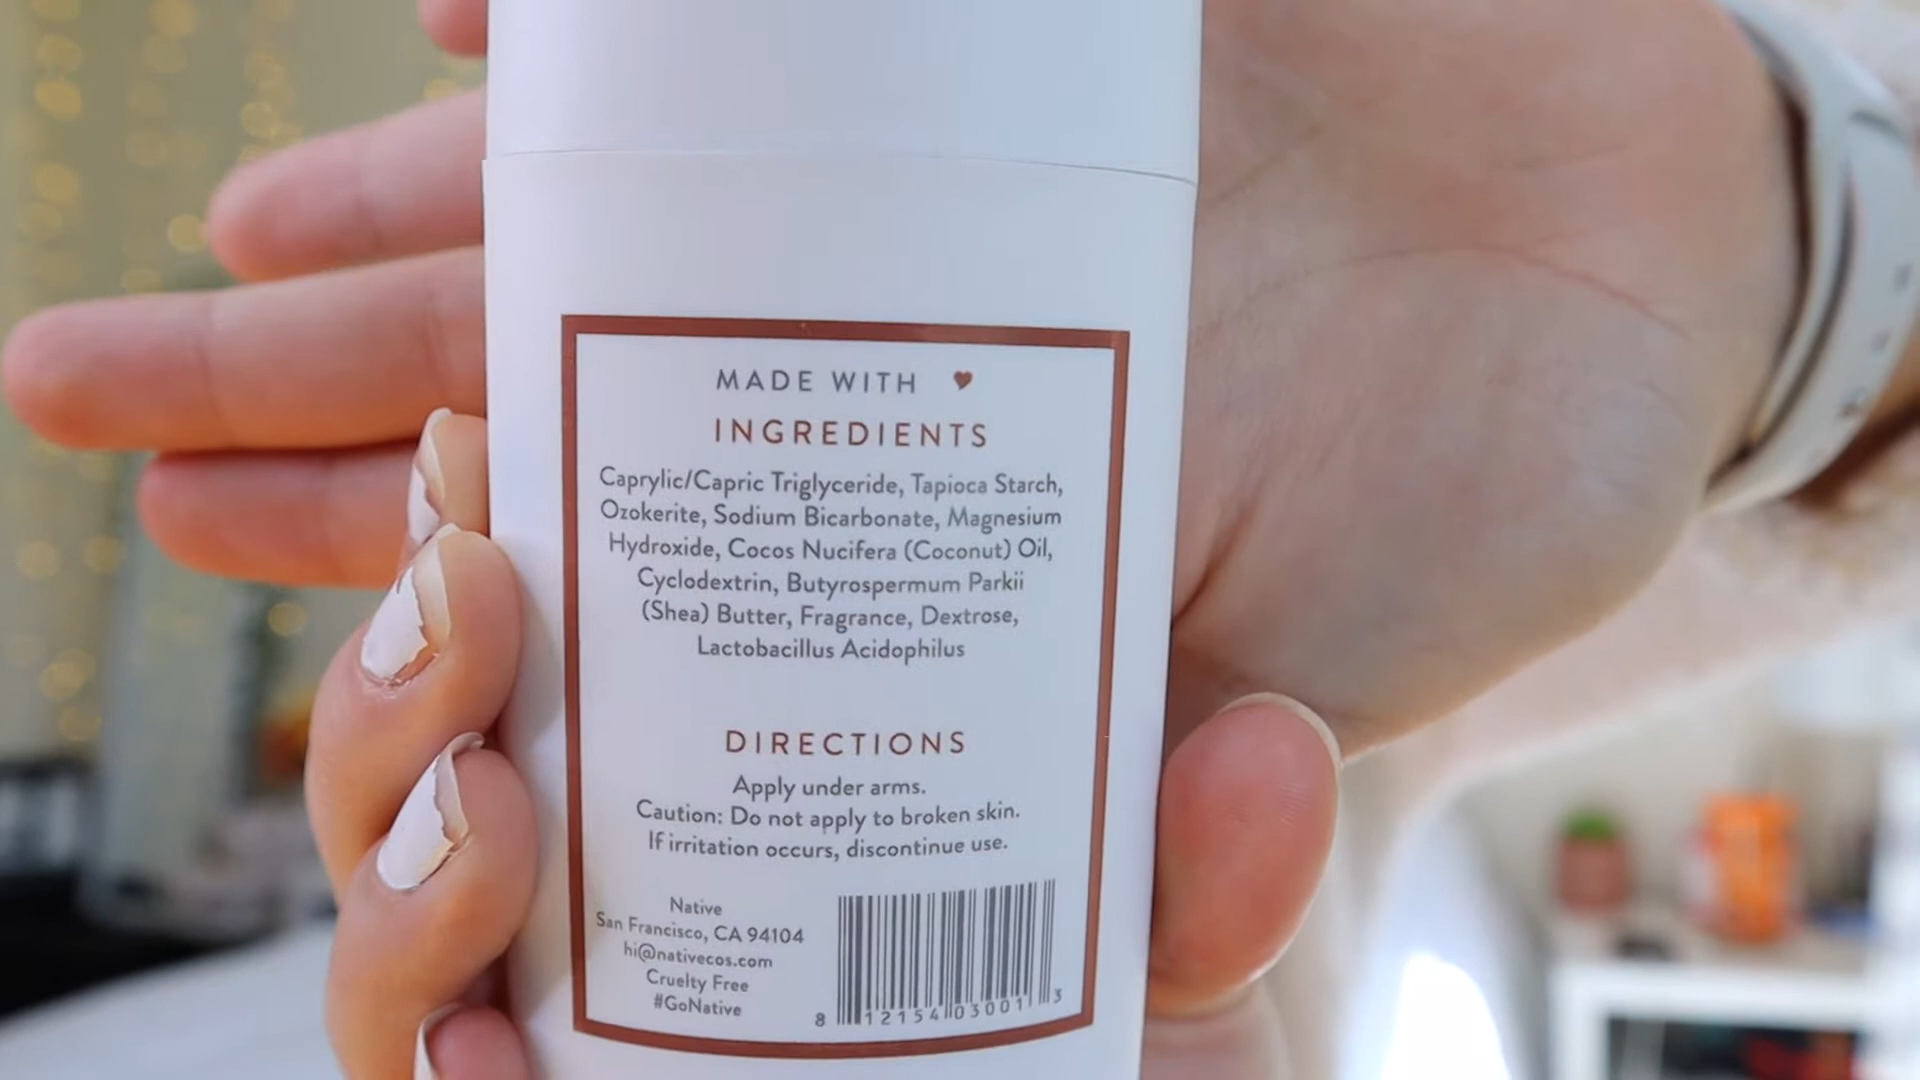 MADE WITH ♥
INGREDIENTS
Caprylic/Capric Triglyceride, Tapioca Starch,
Ozokerite, Sodium Bicarbonate, Magnesium
Hydroxide, Cocos Nucifera (Coconut) Oil,
Cyclodextrin, Butyrospermum Parkii
(Shea) Butter, Fragrance, Dextrose,
Lactobacillus Acidophilus
DIRECTIONS
Apply under arms.
Caution: Do not apply to broken skin.
If irritation occurs, discontinue use.
Native
San Francisco, CA 94104
hi@nativecos.com
Cruelty Free
#GoNative
8 12154 03001 3